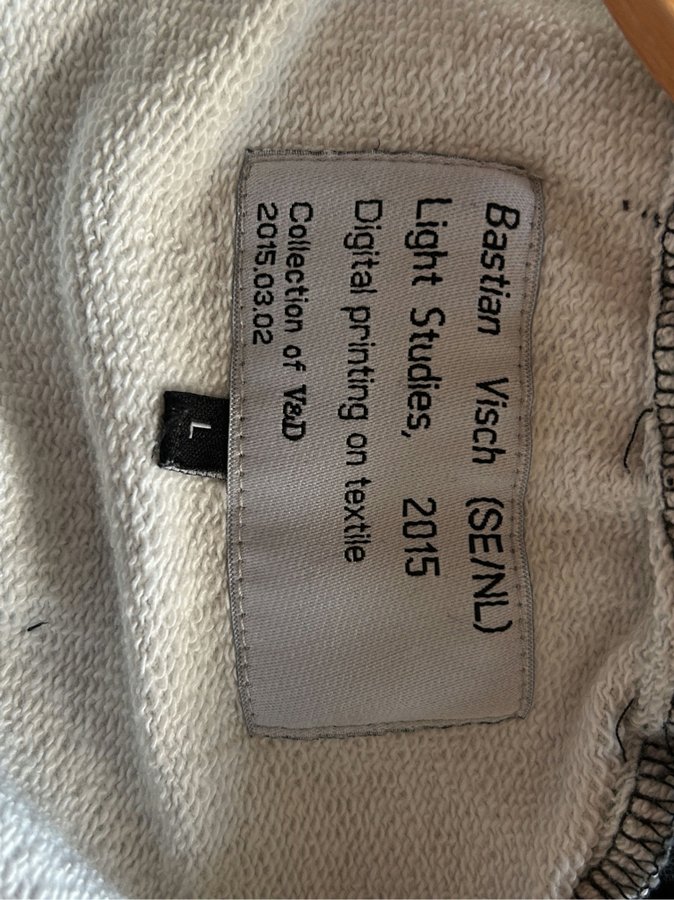 Bastian Visch (SE/NL)
Light Studies, 2015
Digital printing on textile
Collection of V&D
2015.03.02
L